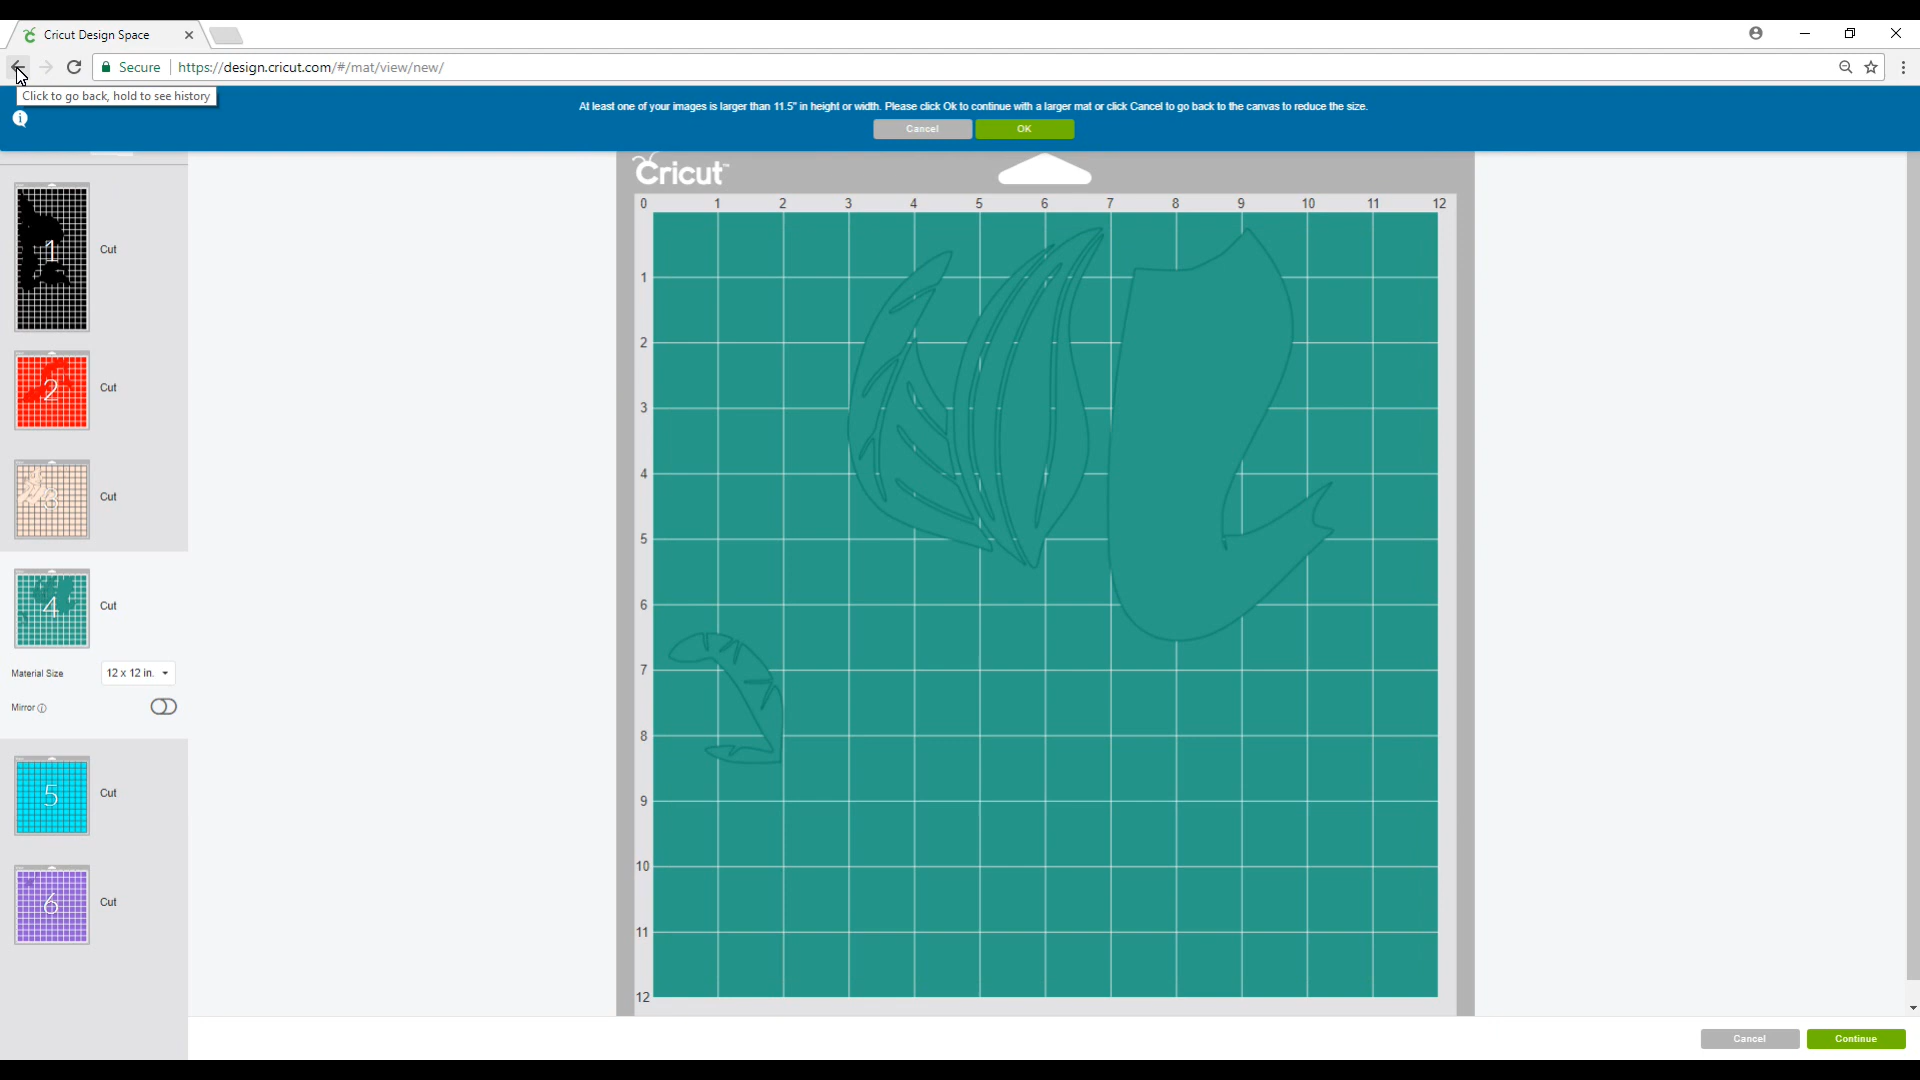 Cricut Design Space
Secure https://design.cricut.com/#/mat/view/new/
Click to go back, hold to see history
At least one of your images is larger than 11.5" in height or width. Please click Ok to continue with a larger mat or click Cancel to go back to the canvas to reduce the size.
Cancel OK
Cricut
0 1 2 3 4 5 6 7 8 9 10 11 12
1
2
3
4
5
6
7
8
9
10
11
12
1 Cut
2 Cut
3 Cut
4 Cut
Material Size 12 x 12 in.
Mirror
5 Cut
6 Cut
Cancel Continue